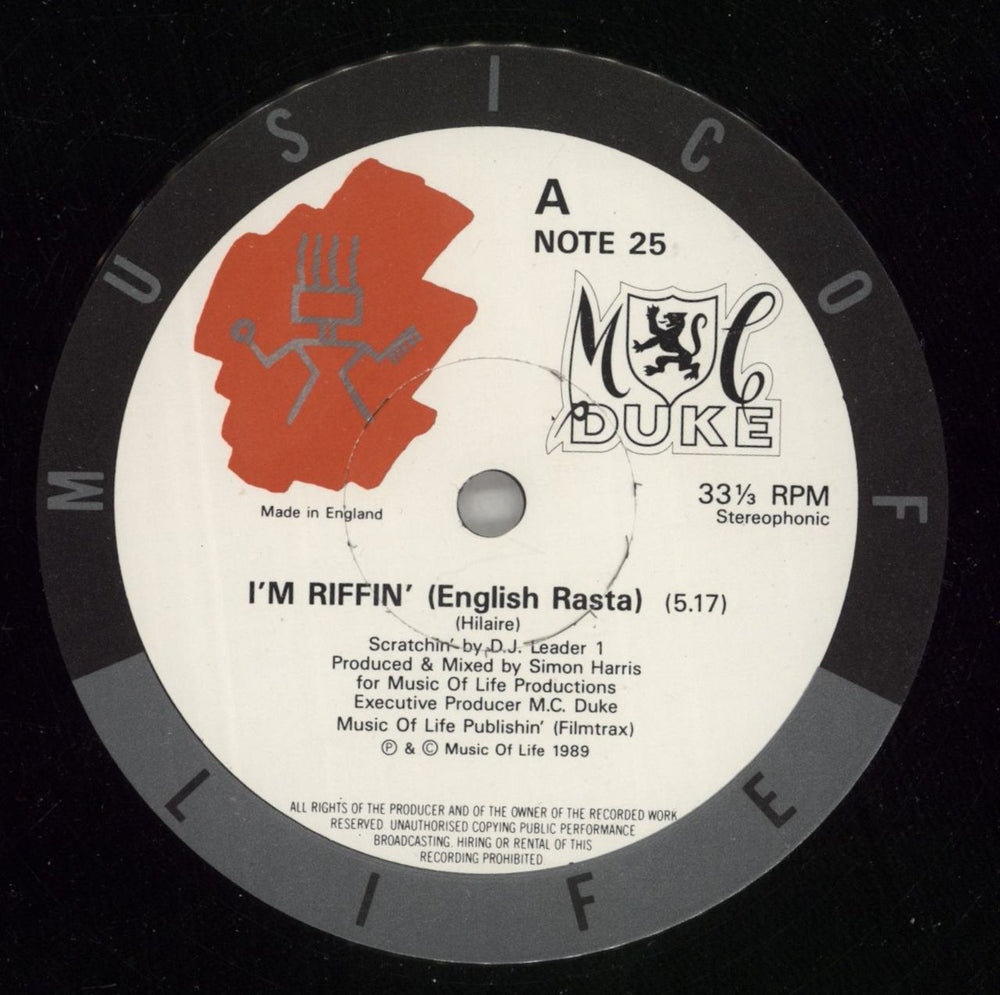 MUSIC OF
LIFE
A
NOTE 25
MC
DUKE
33⅓ RPM
Stereophonic
Made in England
I'M RIFFIN' (English Rasta) (5.17)
(Hilaire)
Scratchin' by D.J. Leader 1
Produced & Mixed by Simon Harris
for Music Of Life Productions
Executive Producer M.C. Duke
Music Of Life Publishin' (Filmtrax)
Ⓟ & © Music Of Life 1989
ALL RIGHTS OF THE PRODUCER AND OF THE OWNER OF THE RECORDED WORK
RESERVED UNAUTHORISED COPYING PUBLIC PERFORMANCE
BROADCASTING. HIRING OR RENTAL OF THIS
RECORDING PROHIBITED